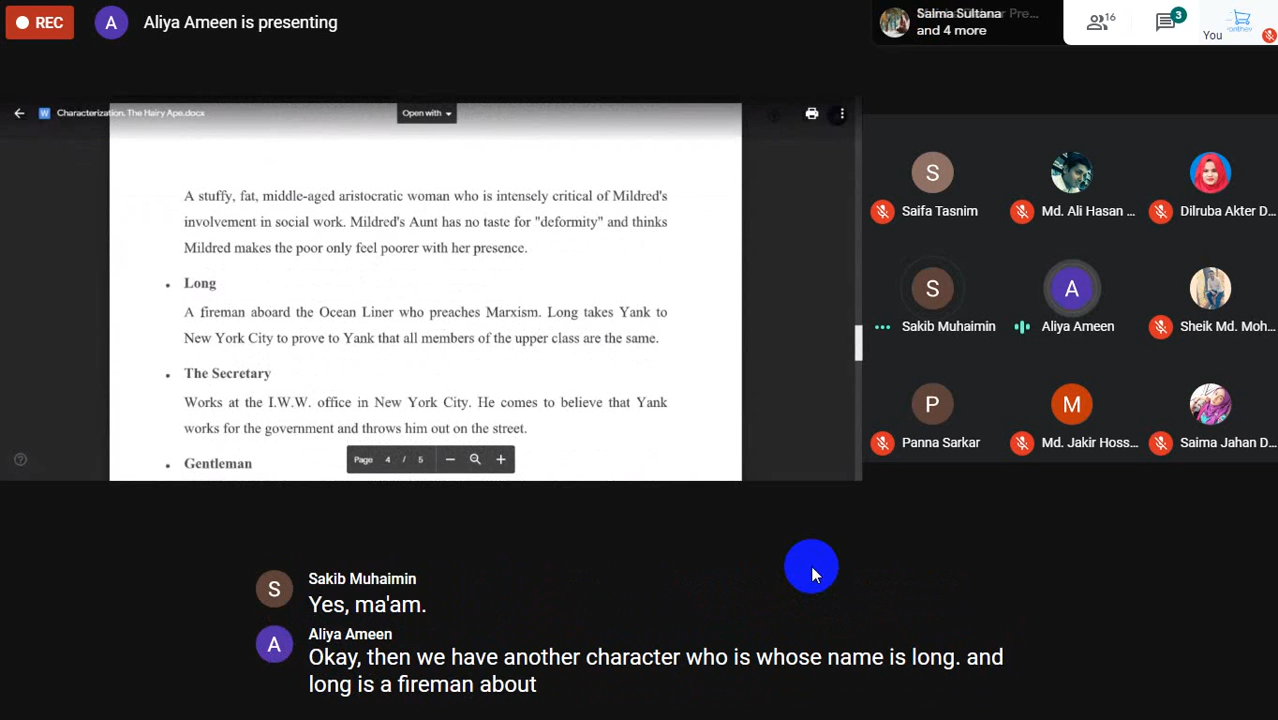 REC
A
Aliya Ameen is presenting
Salma Sultana
and 4 more
16
3
You
Characterization. The Hairy Ape.docx
Open with
A stuffy, fat, middle-aged aristocratic woman who is intensely critical of Mildred's
involvement in social work. Mildred's Aunt has no taste for "deformity" and thinks
Mildred makes the poor only feel poorer with her presence.
• Long
A fireman aboard the Ocean Liner who preaches Marxism. Long takes Yank to
New York City to prove to Yank that all members of the upper class are the same.
• The Secretary
Works at the I.W.W. office in New York City. He comes to believe that Yank
works for the government and throws him out on the street.
• Gentleman
Page 4 / 5
S
Saifa Tasnim
Md. Ali Hasan ...
Dilruba Akter D...
S
Sakib Muhaimin
A
Aliya Ameen
Sheik Md. Moh...
P
Panna Sarkar
M
Md. Jakir Hoss...
Saima Jahan D...
S
Sakib Muhaimin
Yes, ma'am.
A
Aliya Ameen
Okay, then we have another character who is whose name is long. and
long is a fireman about